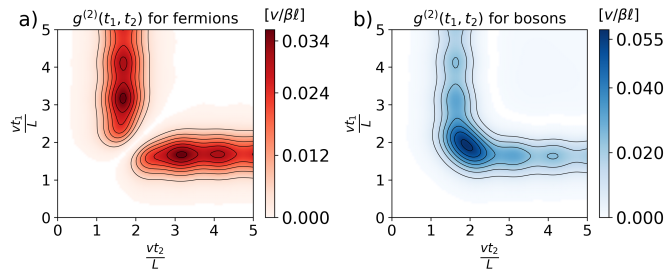 a) g⁽²⁾(t₁, t₂) for fermions [v/βℓ]
5
4
3
2
1
0
vt₁/L
0 1 2 3 4 5
vt₂/L
0.034
0.024
0.012
0.000
b) g⁽²⁾(t₁, t₂) for bosons [v/βℓ]
5
4
3
2
1
0
vt₁/L
0 1 2 3 4 5
vt₂/L
0.055
0.040
0.020
0.000